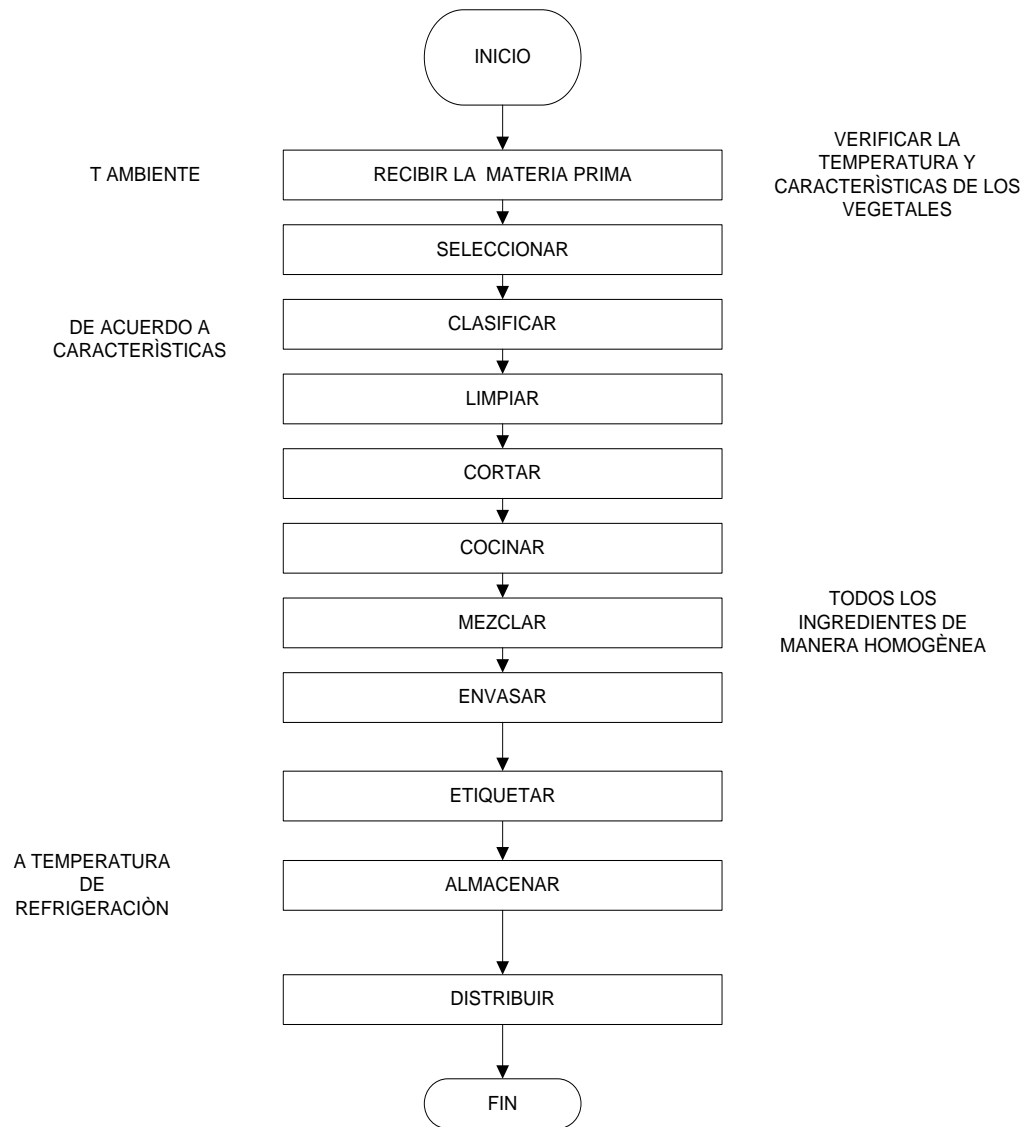 INICIO
T AMBIENTE
RECIBIR LA MATERIA PRIMA
VERIFICAR LA
TEMPERATURA Y
CARACTERÌSTICAS DE LOS
VEGETALES
SELECCIONAR
DE ACUERDO A
CARACTERÌSTICAS
CLASIFICAR
LIMPIAR
CORTAR
COCINAR
MEZCLAR
TODOS LOS
INGREDIENTES DE
MANERA HOMOGÈNEA
ENVASAR
ETIQUETAR
A TEMPERATURA
DE
REFRIGERACIÒN
ALMACENAR
DISTRIBUIR
FIN